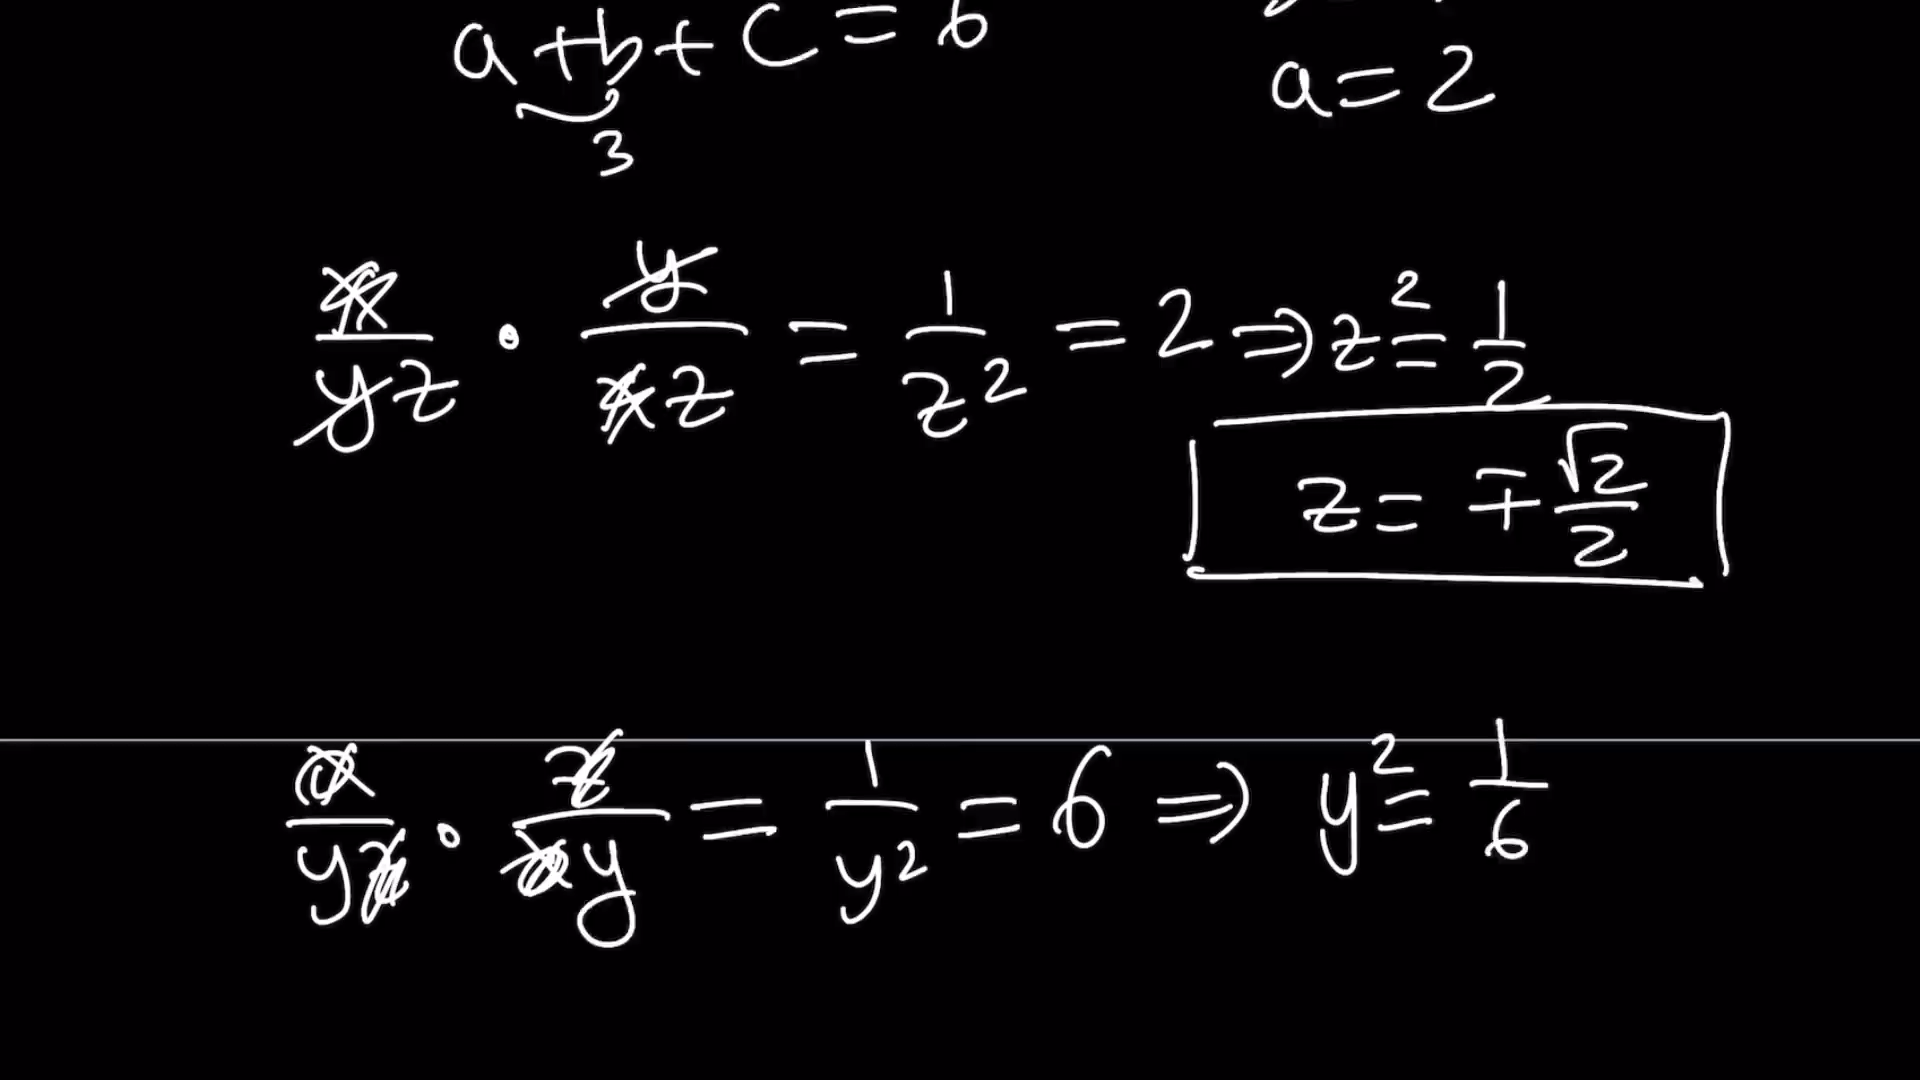 a + b + c = 6
3
a = 2
x/yz · y/xz = 1/z² = 2 ⇒ z² = 1/2
z = ∓ √2/2
x/yz · z/xy = 1/y² = 6 ⇒ y² = 1/6